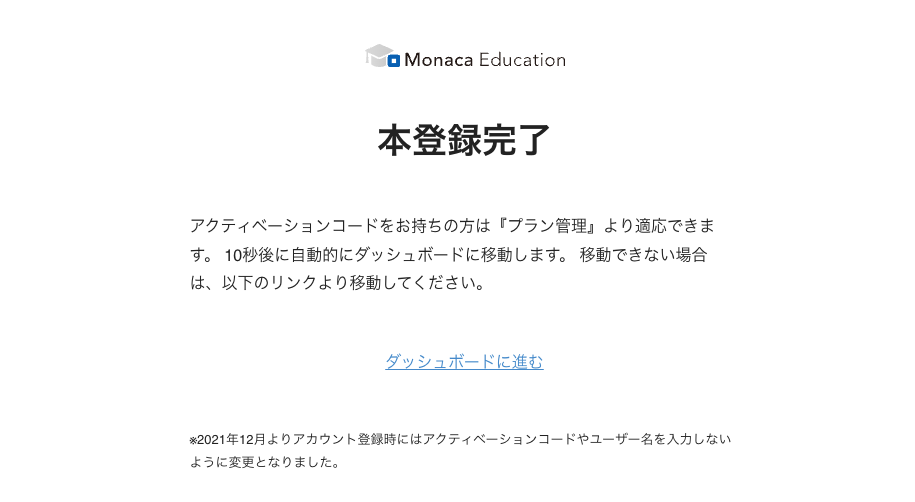 Monaca Education
本登録完了
アクティベーションコードをお持ちの方は『プラン管理』より適応できま
す。 10秒後に自動的にダッシュボードに移動します。 移動できない場合
は、以下のリンクより移動してください。
ダッシュボードに進む
※2021年12月よりアカウント登録時にはアクティベーションコードやユーザー名を入力しない
ように変更となりました。